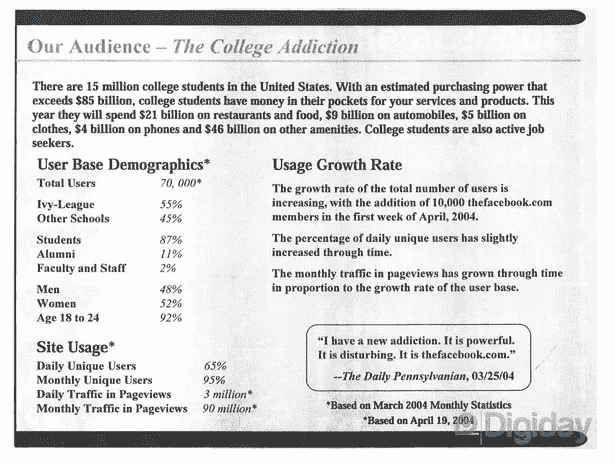 Our Audience – The College Addiction
There are 15 million college students in the United States. With an estimated purchasing power that
exceeds $85 billion, college students have money in their pockets for your services and products. This
year they will spend $21 billion on restaurants and food, $9 billion on automobiles, $5 billion on
clothes, $4 billion on phones and $46 billion on other amenities. College students are also active job
seekers.
User Base Demographics*
Total Users 70, 000*
Ivy-League 55%
Other Schools 45%
Students 87%
Alumni 11%
Faculty and Staff 2%
Men 48%
Women 52%
Age 18 to 24 92%
Site Usage*
Daily Unique Users 65%
Monthly Unique Users 95%
Daily Traffic in Pageviews 3 million*
Monthly Traffic in Pageviews 90 million*
Usage Growth Rate
The growth rate of the total number of users is
increasing, with the addition of 10,000 thefacebook.com
members in the first week of April, 2004.
The percentage of daily unique users has slightly
increased through time.
The monthly traffic in pageviews has grown through time
in proportion to the growth rate of the user base.
“I have a new addiction. It is powerful.
It is disturbing. It is thefacebook.com.”
--The Daily Pennsylvanian, 03/25/04
*Based on March 2004 Monthly Statistics
*Based on April 19, 2004
Digiday